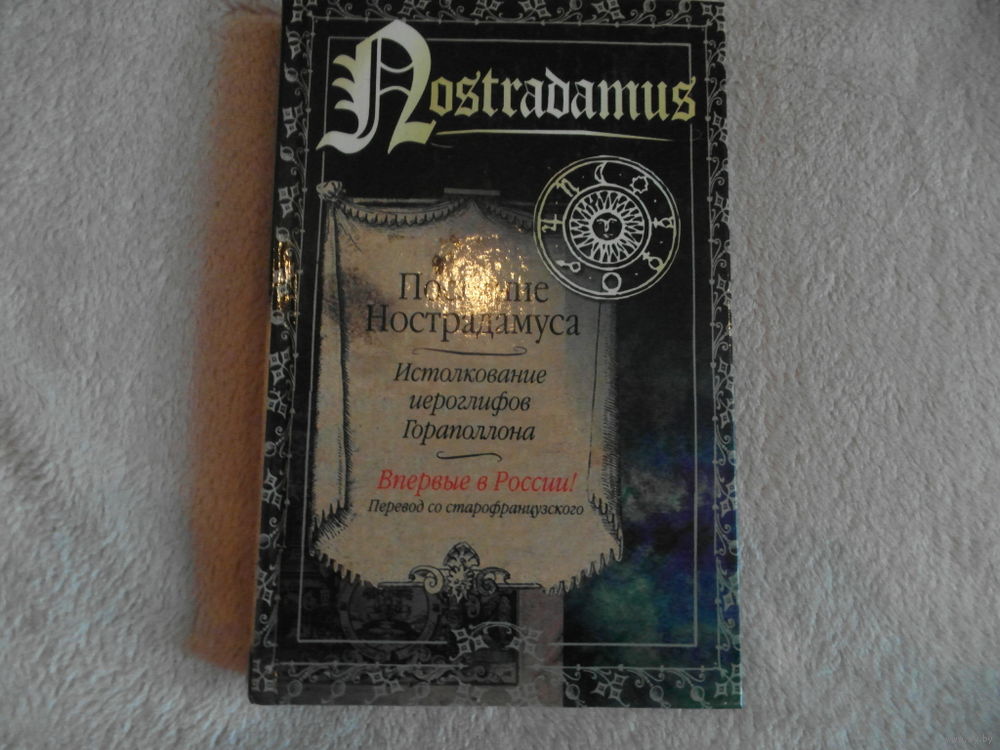 Nostradamus
Нострадамуса
Истолкование
иероглифов
Гораполлона
Впервые в России!
Перевод со старофранцузского